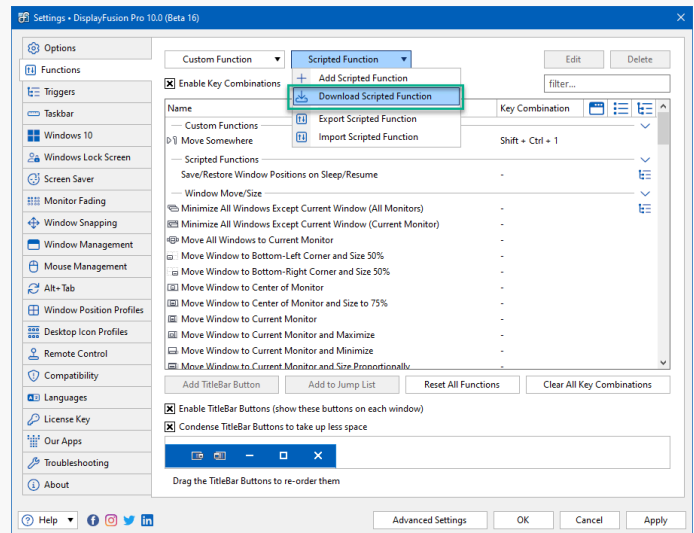 Settings • DisplayFusion Pro 10.0 (Beta 16)
Options
Functions
Triggers
Taskbar
Windows 10
Windows Lock Screen
Screen Saver
Monitor Fading
Window Snapping
Window Management
Mouse Management
Alt+Tab
Window Position Profiles
Desktop Icon Profiles
Remote Control
Compatibility
Languages
License Key
Our Apps
Troubleshooting
About
Custom Function
Scripted Function
Edit
Delete
Enable Key Combinations
filter...
Add Scripted Function
Download Scripted Function
Export Scripted Function
Import Scripted Function
Name
Key Combination
Custom Functions
Move Somewhere
Shift + Ctrl + 1
Scripted Functions
Save/Restore Window Positions on Sleep/Resume -
Window Move/Size
Minimize All Windows Except Current Window (All Monitors) -
Minimize All Windows Except Current Window (Current Monitor) -
Move All Windows to Current Monitor -
Move Window to Bottom-Left Corner and Size 50% -
Move Window to Bottom-Right Corner and Size 50% -
Move Window to Center of Monitor -
Move Window to Center of Monitor and Size to 75% -
Move Window to Current Monitor -
Move Window to Current Monitor and Maximize -
Move Window to Current Monitor and Minimize -
Move Window to Current Monitor and Size Proportionally -
Add TitleBar Button
Add to Jump List
Reset All Functions
Clear All Key Combinations
Enable TitleBar Buttons (show these buttons on each window)
Condense TitleBar Buttons to take up less space
Drag the TitleBar Buttons to re-order them
Help
Advanced Settings
OK
Cancel
Apply